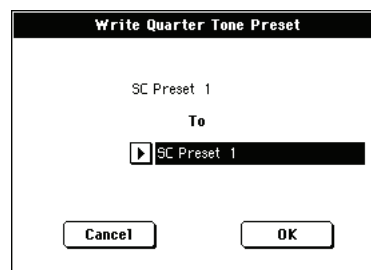 Write Quarter Tone Preset
SC Preset 1
To
SC Preset 1
Cancel
OK